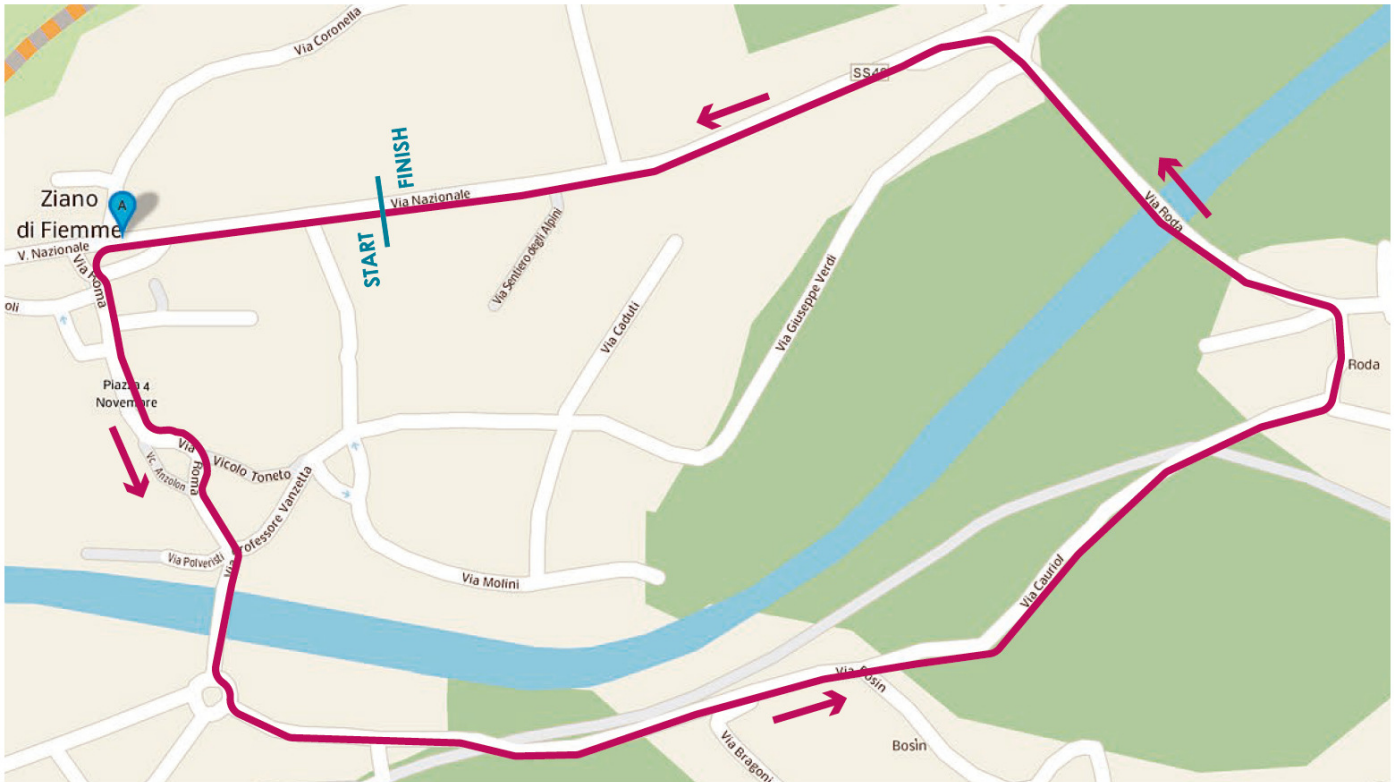 Via Coronella
SS48
FINISH
START
Via Nazionale
Ziano
di Fiemme
A
V. Nazionale
Via Roma
oli
Via Sentiero degli Alpini
Via Caduti
Via Giuseppe Verdi
Via Roda
Roda
Piazza 4
Novembre
Via Roma
Vicolo Toneto
Vc. Anzolon
Via Professore Vanzetta
Via Polveristi
Via Molini
Via Cauriol
Via Bosin
Bosìn
Via Bragoni